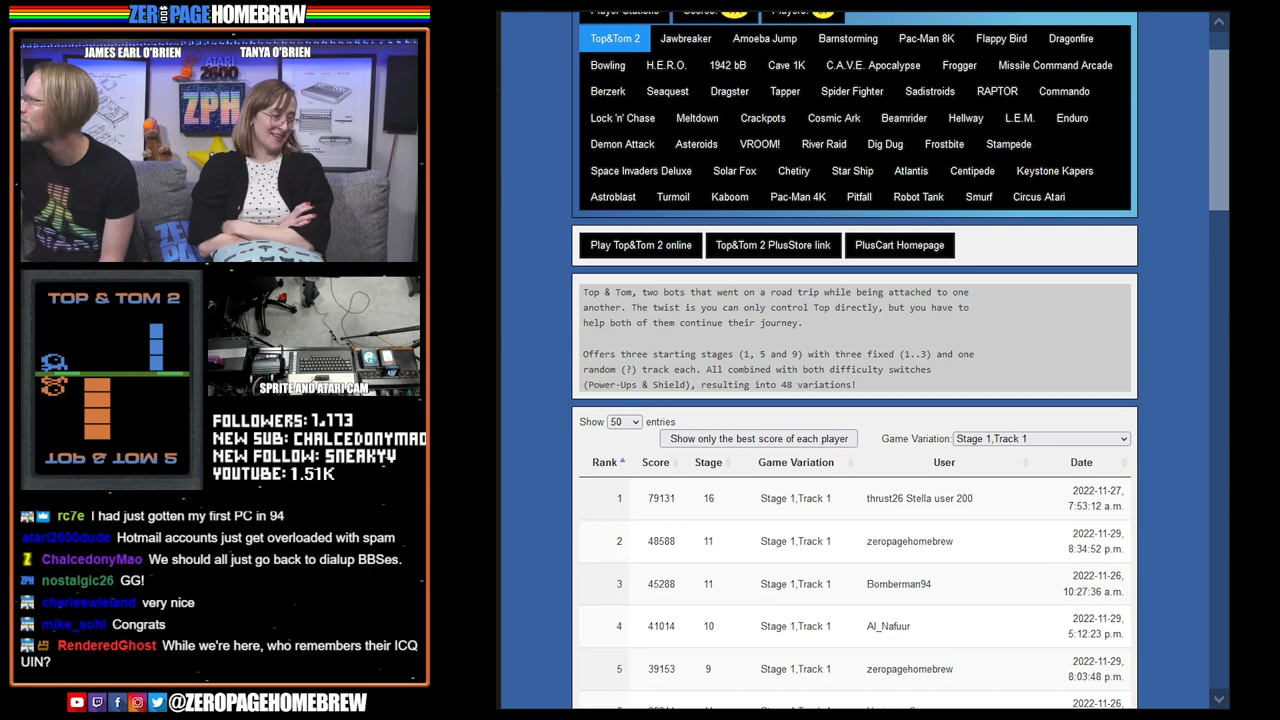 ZEROPAGEHOMEBREW
JAMES EARL O'BRIEN
TANYA O'BRIEN
ATARI
2600
ZPH
TOP & TOM 2
SPRITE AND ATARI CAM
FOLLOWERS: 1,173
NEW SUB: CHALCEDONYMAO
NEW FOLLOW: SNEAKTY
YOUTUBE: 1.51K
rc7e I had just gotten my first PC in 94
atari2600dude Hotmail accounts just get overloaded with spam
ChalcedonyMao We should all just go back to dialup BBSes.
nostalgic26 GG!
charleswieland very nice
mike_sohl Congrats
RenderedGhost While we're here, who remembers their ICQ
UIN?
@ZEROPAGEHOMEBREW
Top&Tom 2 Jawbreaker Amoeba Jump Barnstorming Pac-Man 8K Flappy Bird Dragonfire
Bowling H.E.R.O. 1942 bB Cave 1K C.A.V.E. Apocalypse Frogger Missile Command Arcade
Berzerk Seaquest Dragster Tapper Spider Fighter Sadistroids RAPTOR Commando
Lock 'n' Chase Meltdown Crackpots Cosmic Ark Beamrider Hellway L.E.M. Enduro
Demon Attack Asteroids VROOM! River Raid Dig Dug Frostbite Stampede
Space Invaders Deluxe Solar Fox Chetiry Star Ship Atlantis Centipede Keystone Kapers
Astroblast Turmoil Kaboom Pac-Man 4K Pitfall Robot Tank Smurf Circus Atari
Play Top&Tom 2 online Top&Tom 2 PlusStore link PlusCart Homepage
Top & Tom, two bots that went on a road trip while being attached to one
another. The twist is you can only control Top directly, but you have to
help both of them continue their journey.
Offers three starting stages (1, 5 and 9) with three fixed (1..3) and one
random (?) track each. All combined with both difficulty switches
(Power-Ups & Shield), resulting into 48 variations!
Show 50 entries
Show only the best score of each player Game Variation: Stage 1,Track 1
Rank Score Stage Game Variation User Date
1 79131 16 Stage 1,Track 1 thrust26 Stella user 200 2022-11-27,
7:53:12 a.m.
2 48588 11 Stage 1,Track 1 zeropagehomebrew 2022-11-29,
8:34:52 p.m.
3 45288 11 Stage 1,Track 1 Bomberman94 2022-11-26,
10:27:36 a.m.
4 41014 10 Stage 1,Track 1 Al_Nafuur 2022-11-29,
5:12:23 p.m.
5 39153 9 Stage 1,Track 1 zeropagehomebrew 2022-11-29,
8:03:48 p.m.